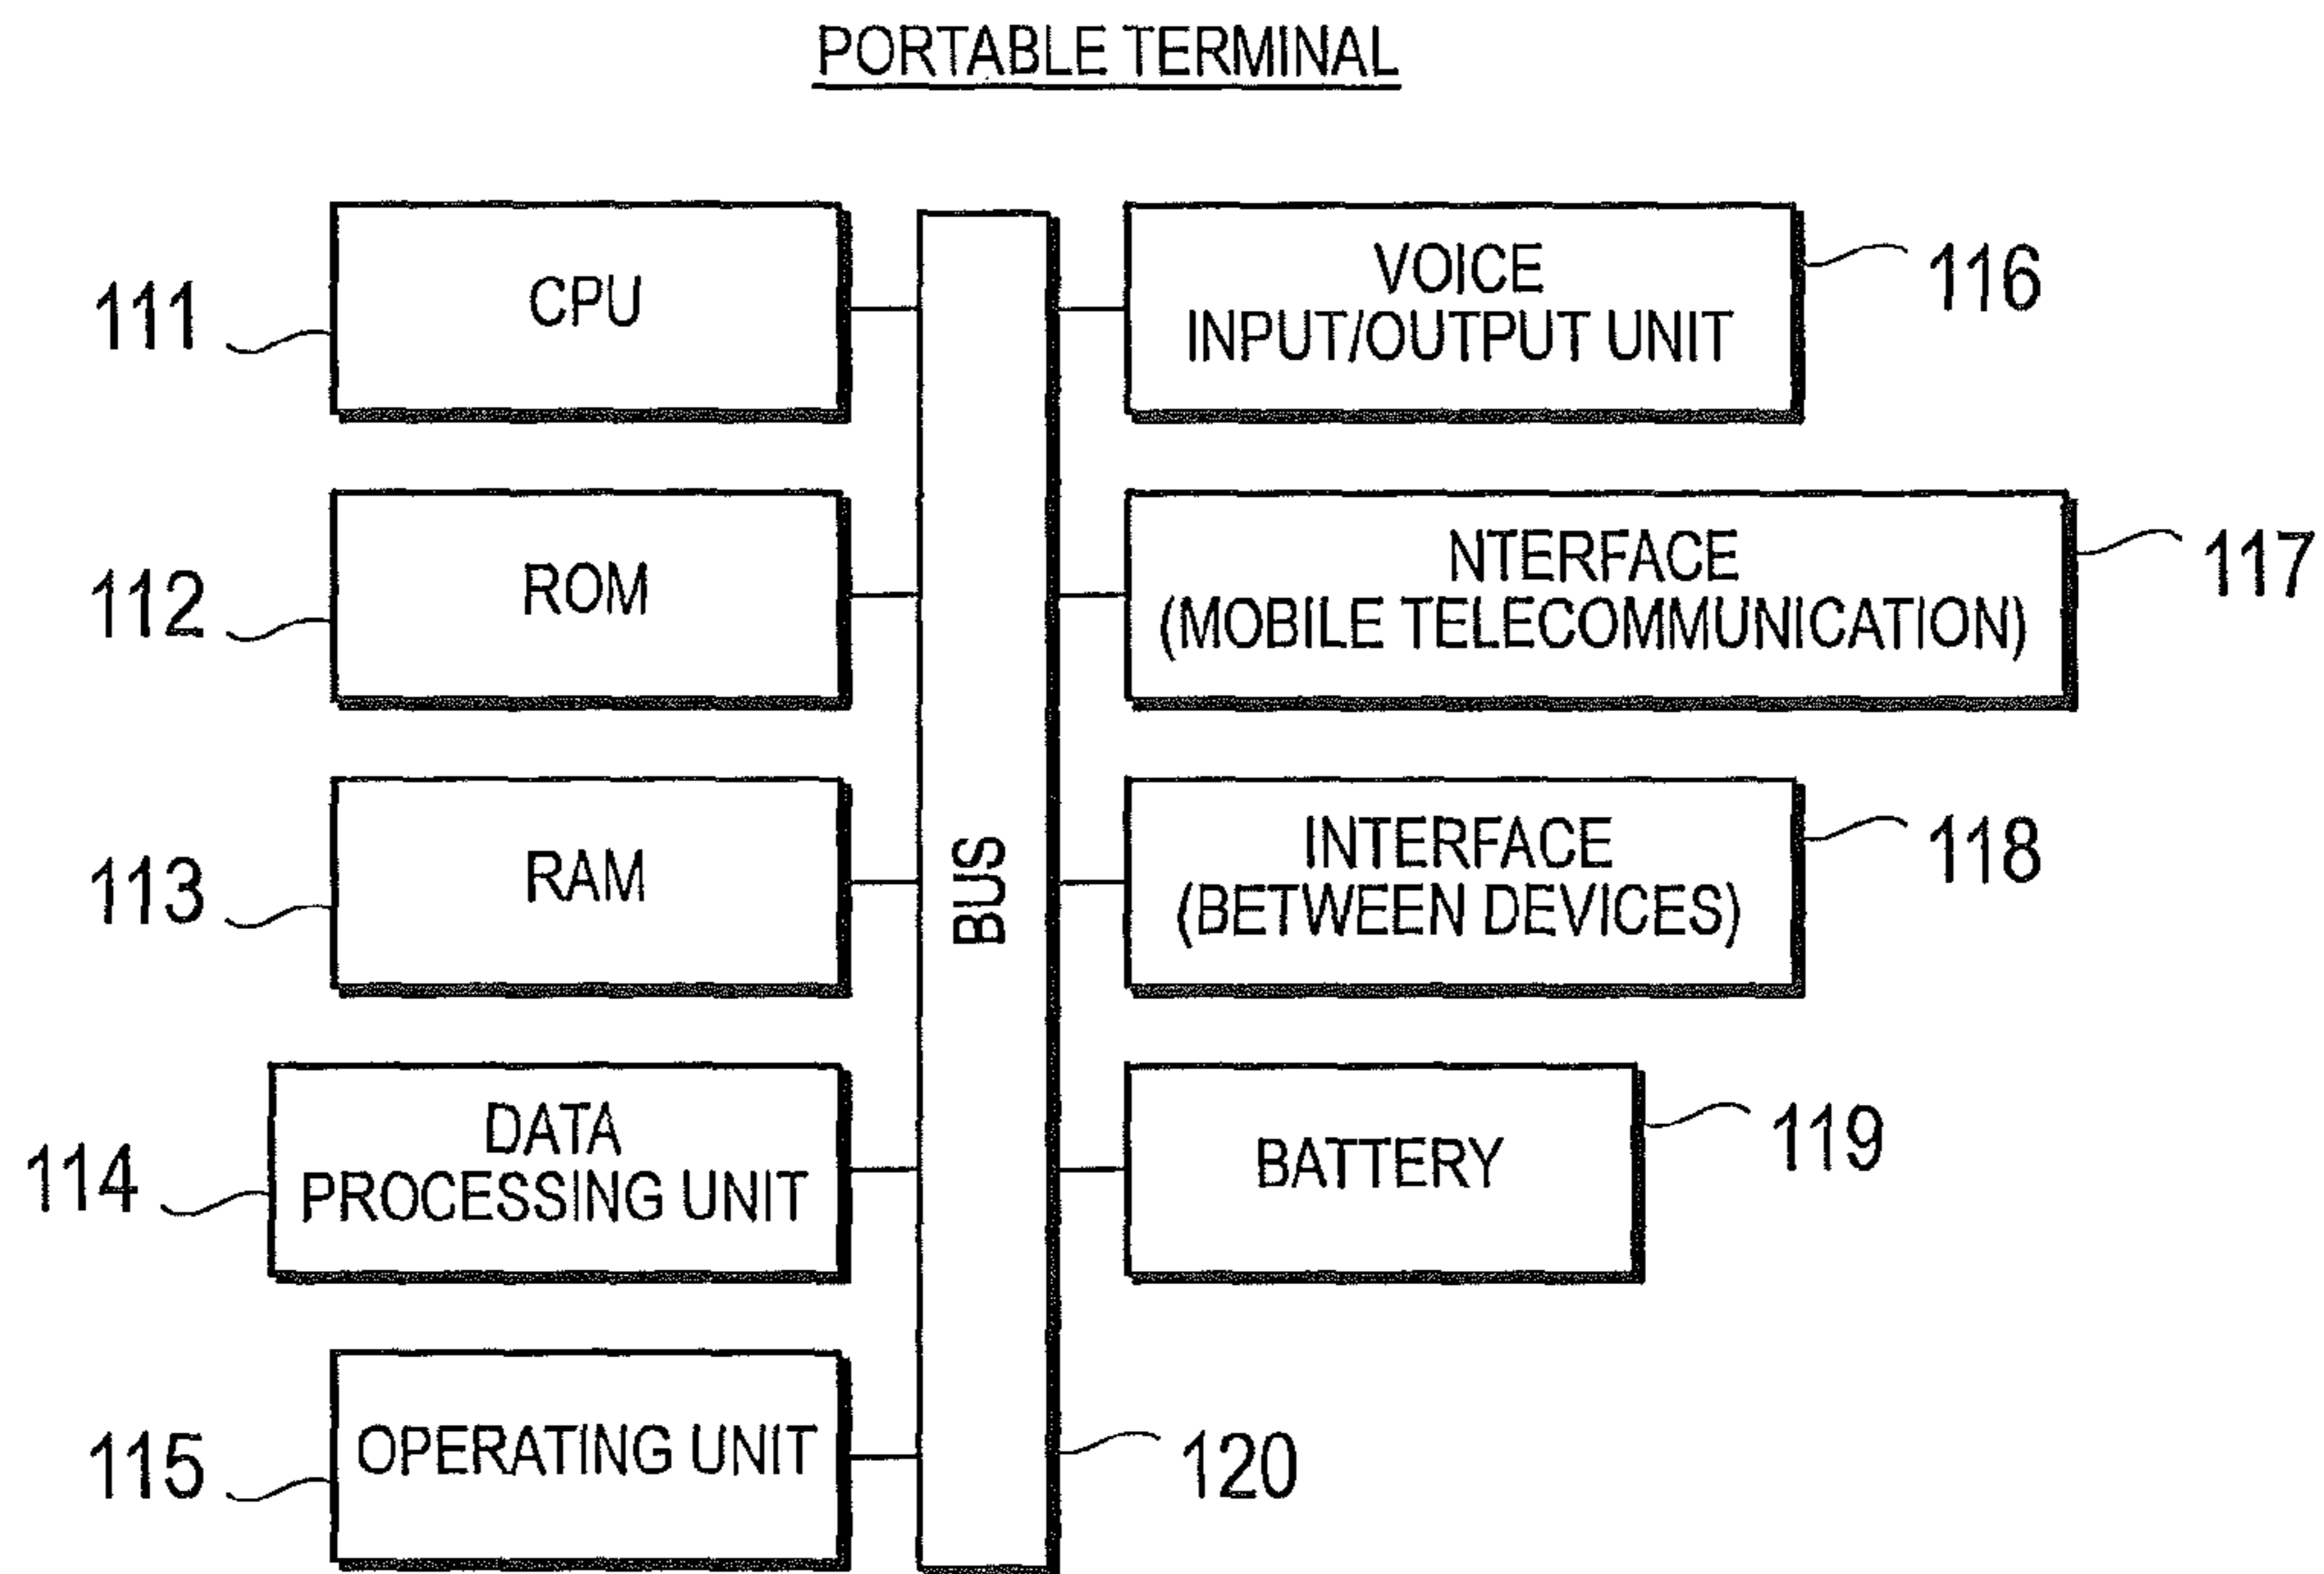 PORTABLE TERMINAL
111
CPU
112
ROM
113
RAM
114
DATA
PROCESSING UNIT
115
OPERATING UNIT
BUS
120
VOICE
INPUT/OUTPUT UNIT
116
NTERFACE
(MOBILE TELECOMMUNICATION)
117
INTERFACE
(BETWEEN DEVICES)
118
BATTERY
119